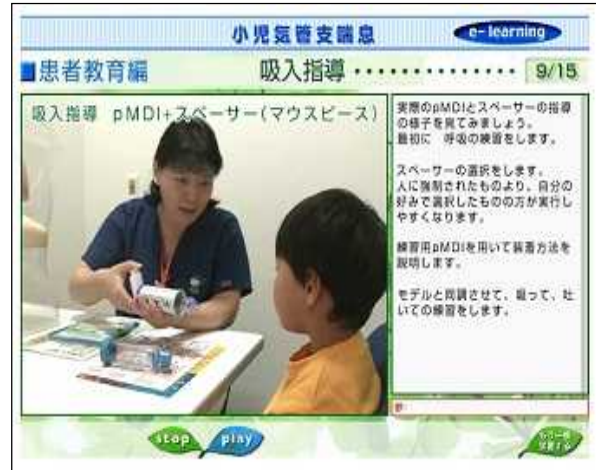 小児気管支喘息
e-learning
■患者教育編
吸入指導
9/15
吸入指導 pMDI+スペーサー(マウスピース)
実際のpMDIとスペーサーの指導
の様子を見てみましょう。
最初に 呼吸の練習をします。
スペーサーの選択をします。
人に強制されたものより、自分の
好みで選択したものの方が実行し
やすくなります。
練習用pMDIを用いて装着方法を
説明します。
モデルと同調させて、吸って、吐
いての練習をします。
stop
play